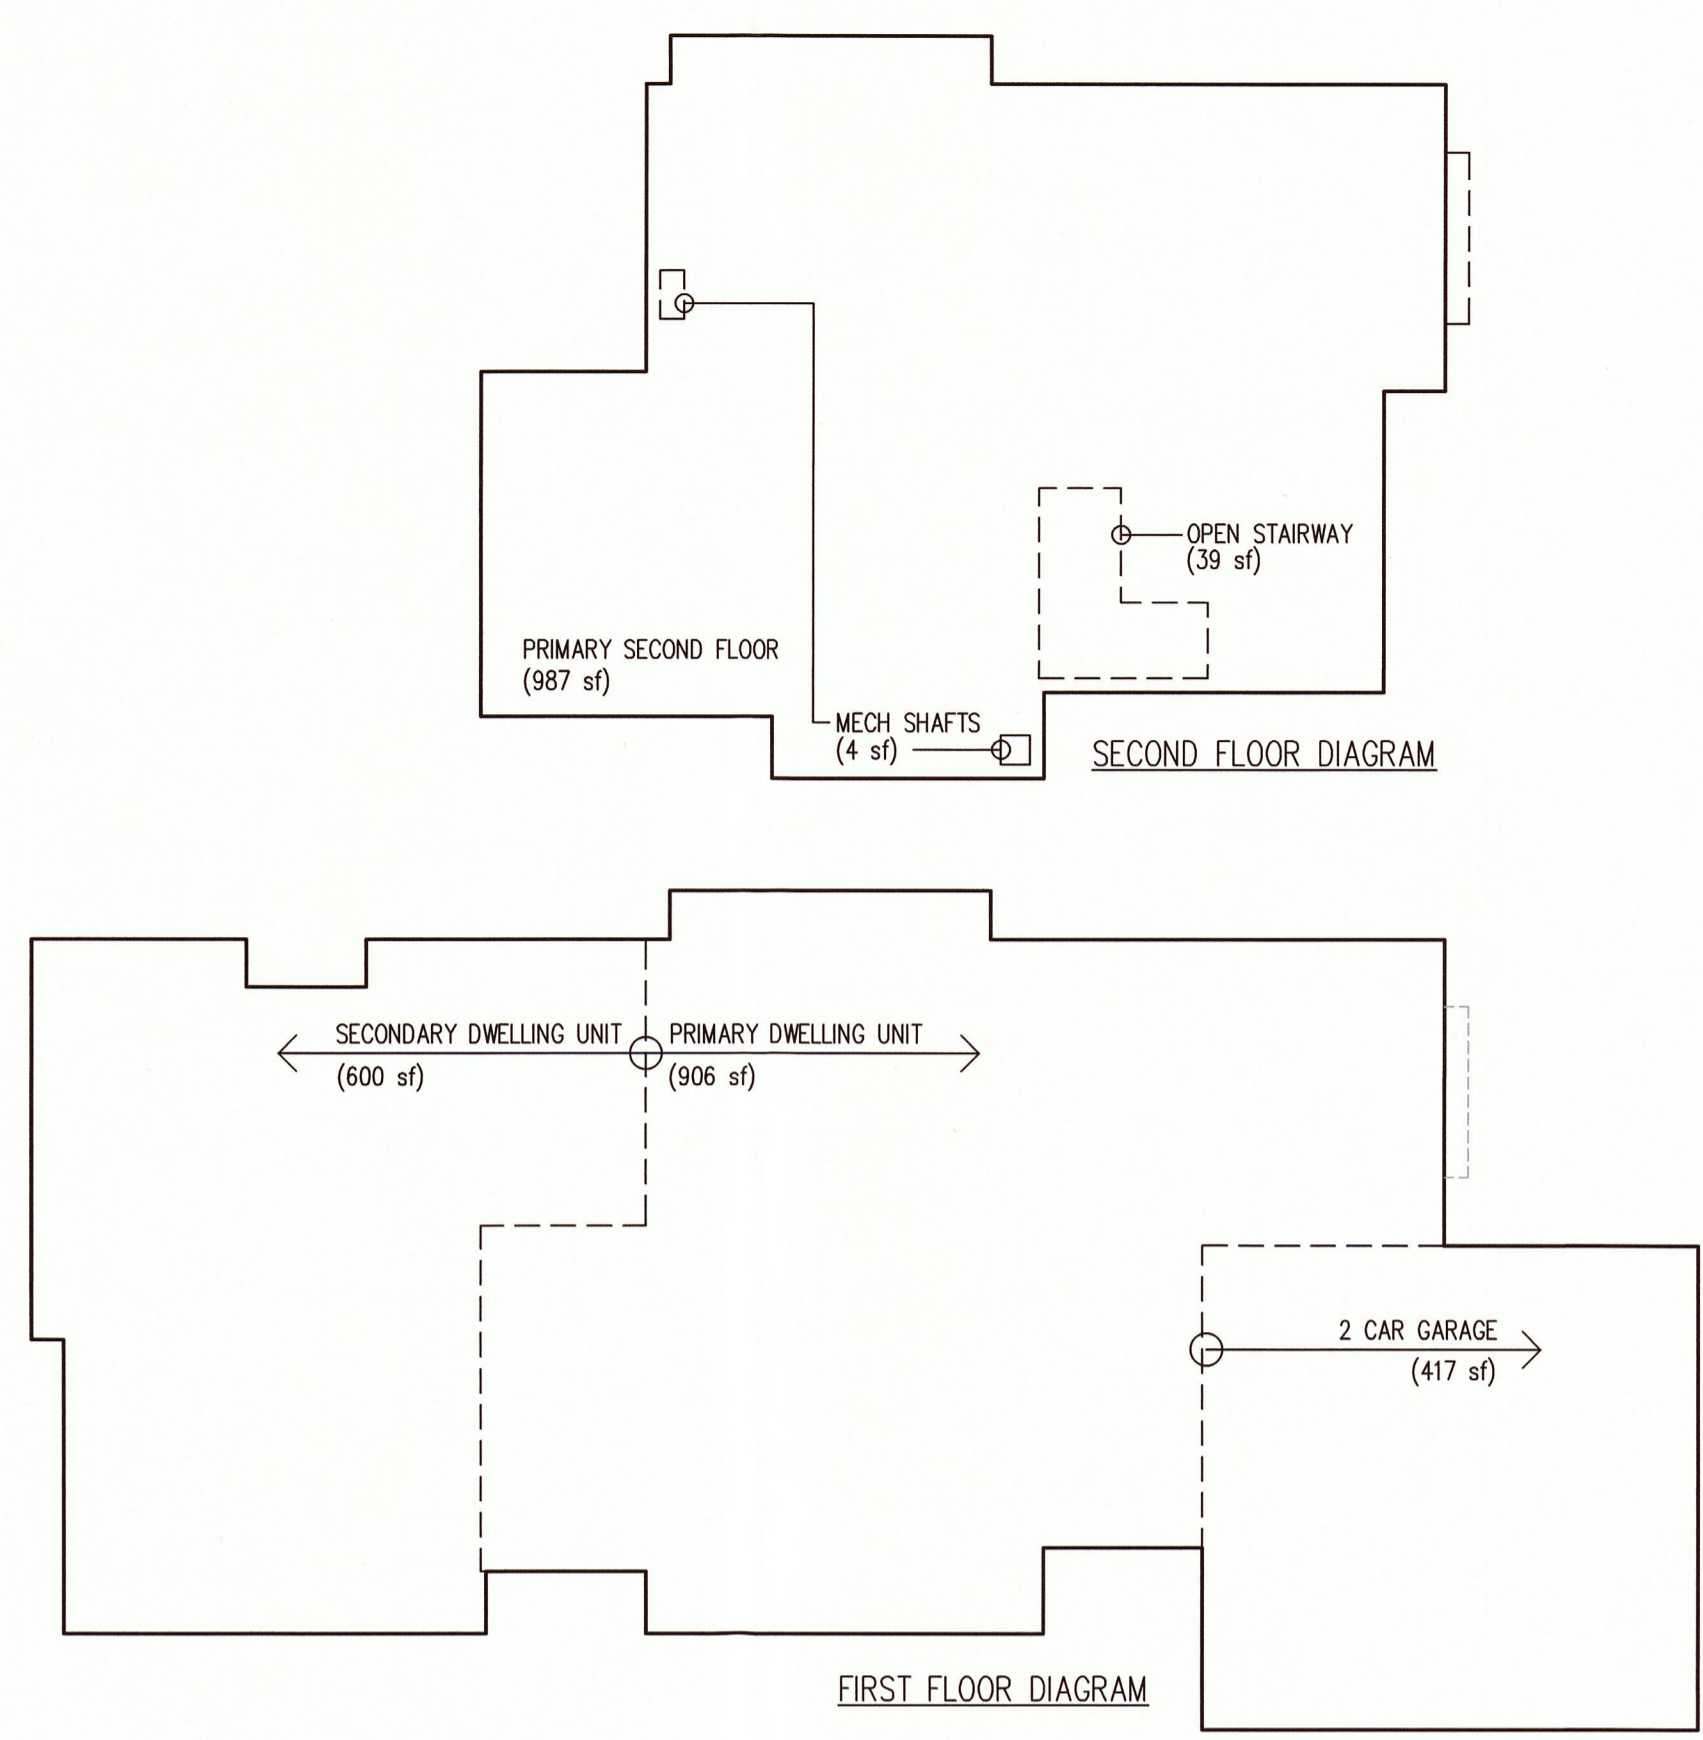 OPEN STAIRWAY
(39 sf)
PRIMARY SECOND FLOOR
(987 sf)
MECH SHAFTS
(4 sf)
SECOND FLOOR DIAGRAM
SECONDARY DWELLING UNIT
(600 sf)
PRIMARY DWELLING UNIT
(906 sf)
2 CAR GARAGE
(417 sf)
FIRST FLOOR DIAGRAM